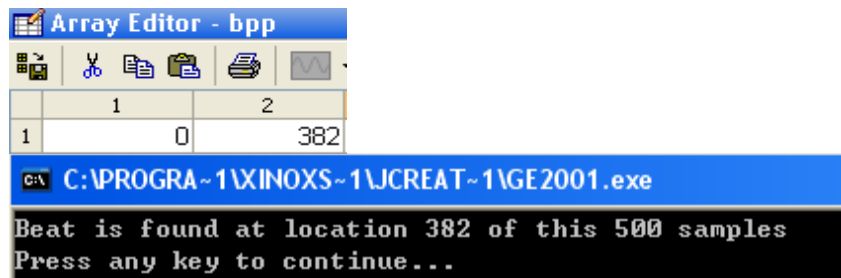 Array Editor - bpp
1 2
1 0 382
C:\PROGRA~1\XINOXS~1\JCREAT~1\GE2001.exe
Beat is found at location 382 of this 500 samples
Press any key to continue...